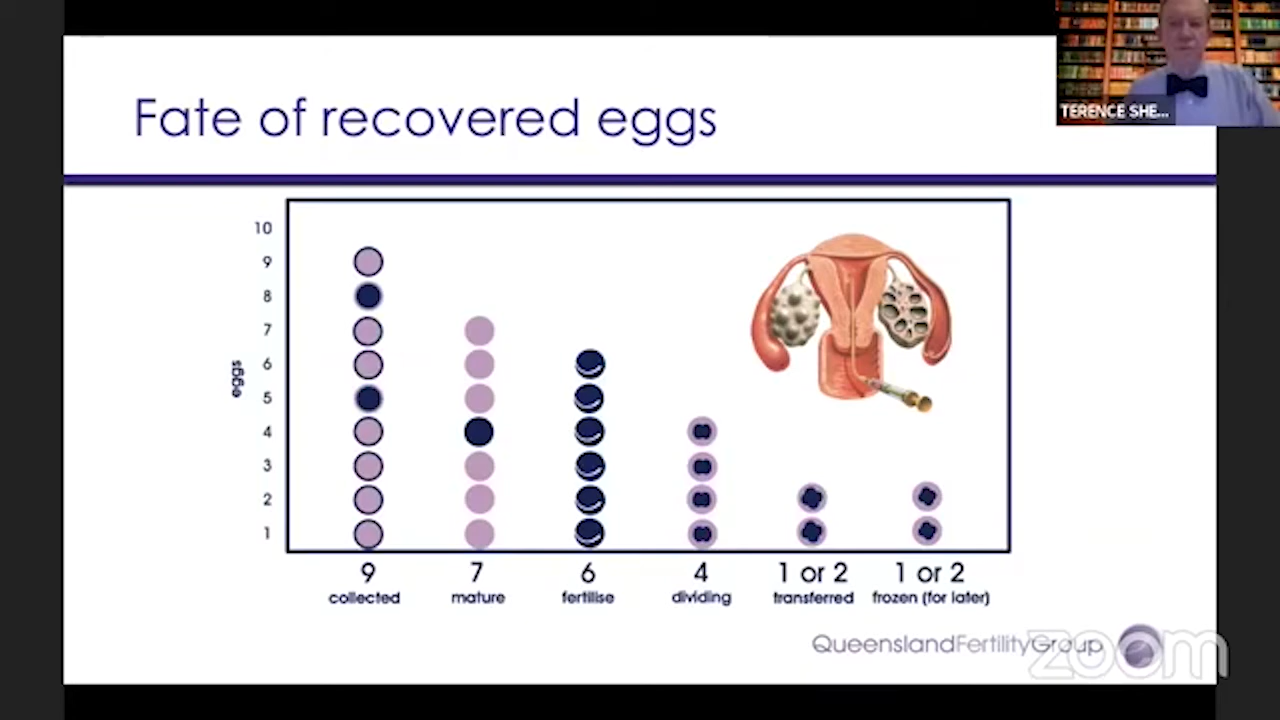 Fate of recovered eggs
TERENCE SHE...
10
9
8
7
6
5
4
3
2
1
eggs
9 7 6 4 1 or 2 1 or 2
collected mature fertilise dividing transferred frozen (for later)
QueenslandFertilityGroup
zoom